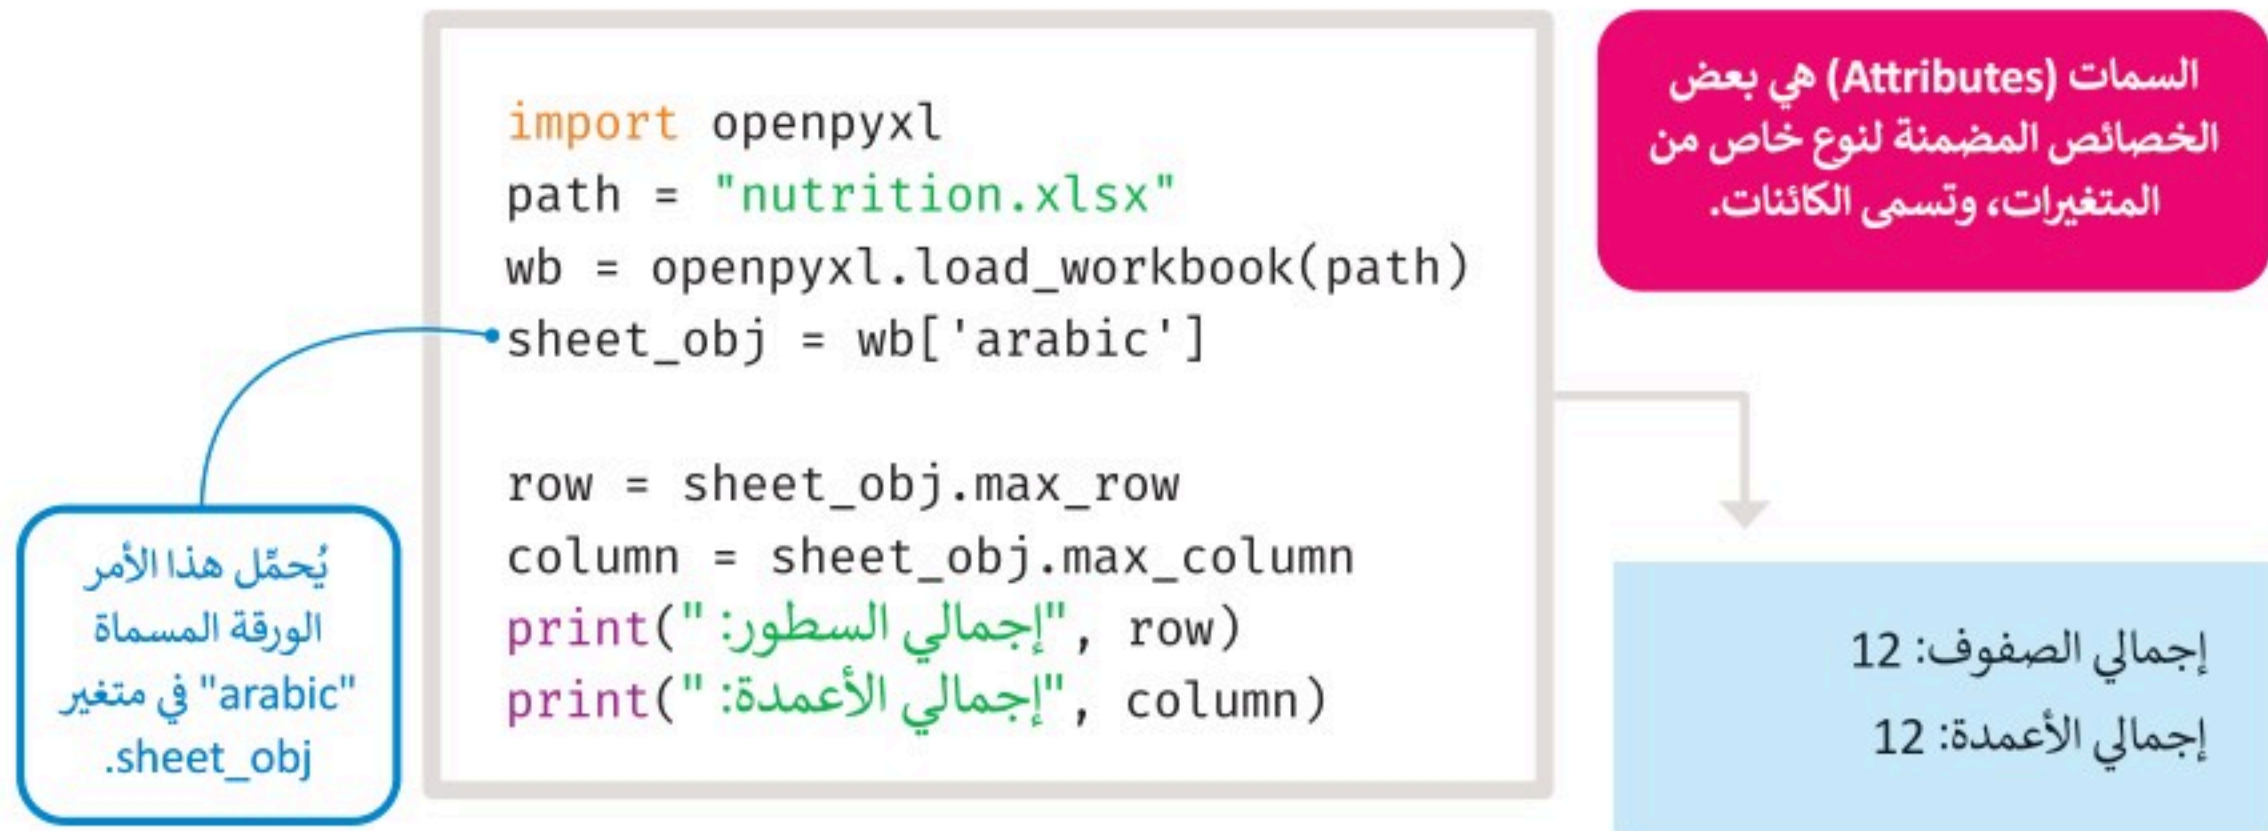 import openpyxl
path = "nutrition.xlsx"
wb = openpyxl.load_workbook(path)
sheet_obj = wb['arabic']
row = sheet_obj.max_row
column = sheet_obj.max_column
print("إجمالي السطور: ", row)
print("إجمالي الأعمدة: ", column)
السمات (Attributes) هي بعض
الخصائص المضمنة لنوع خاص من
المتغيرات، وتسمى الكائنات.
يُحمِّل هذا الأمر
الورقة المسماة
"arabic" في متغير
sheet_obj.
إجمالي الصفوف: 12
إجمالي الأعمدة: 12